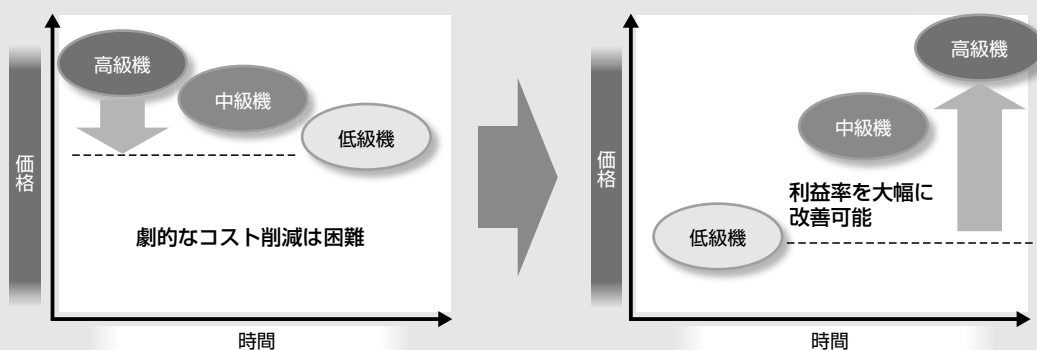 価格
高級機
中級機
低級機
劇的なコスト削減は困難
時間
価格
高級機
中級機
利益率を大幅に
改善可能
低級機
時間